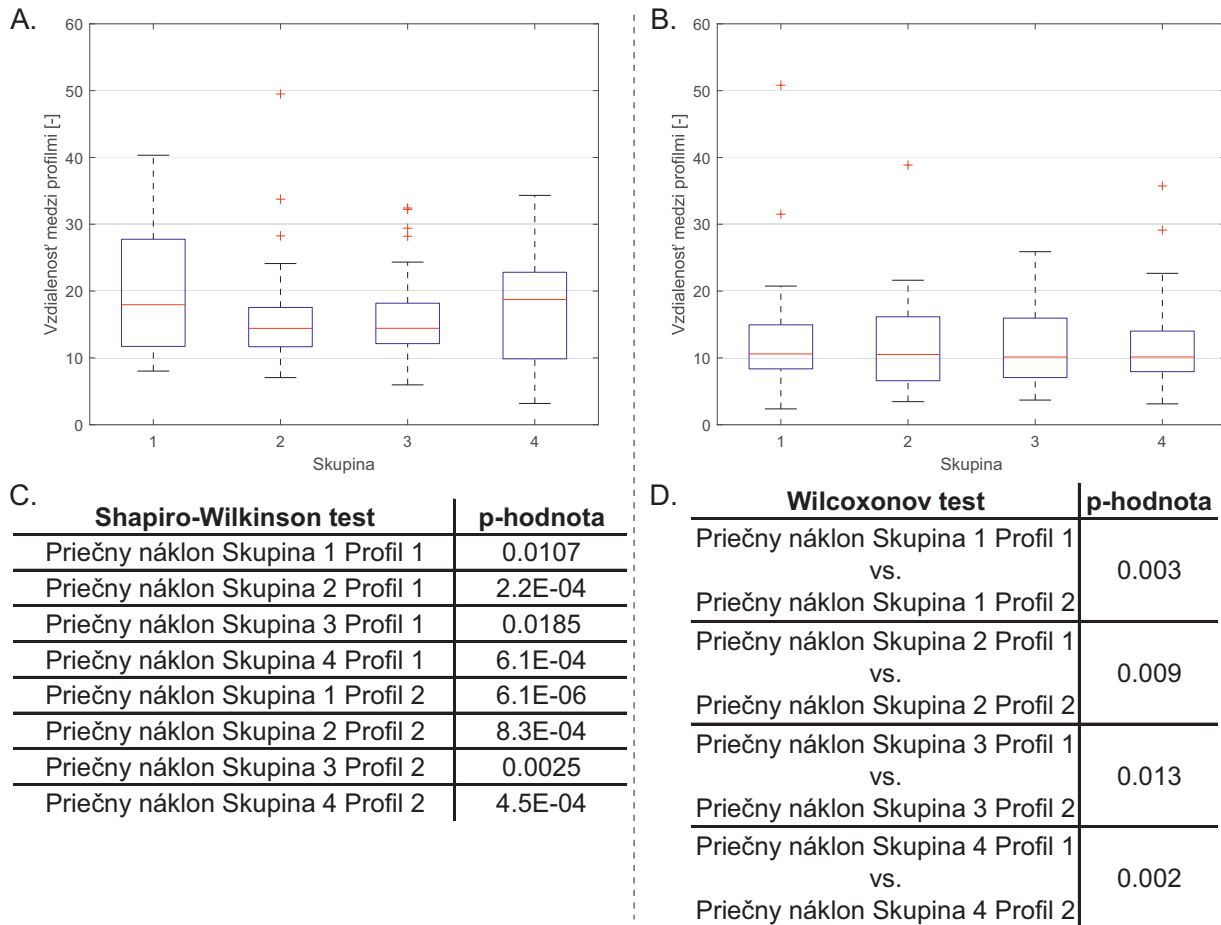 A.
60
50
40
30
20
10
0
Vzdialenosť medzi profilmi [-]
1 2 3 4
Skupina
B.
60
50
40
30
20
10
0
Vzdialenosť medzi profilmi [-]
1 2 3 4
Skupina
C.
Shapiro-Wilkinson test p-hodnota
Priečny náklon Skupina 1 Profil 1 0.0107
Priečny náklon Skupina 2 Profil 1 2.2E-04
Priečny náklon Skupina 3 Profil 1 0.0185
Priečny náklon Skupina 4 Profil 1 6.1E-04
Priečny náklon Skupina 1 Profil 2 6.1E-06
Priečny náklon Skupina 2 Profil 2 8.3E-04
Priečny náklon Skupina 3 Profil 2 0.0025
Priečny náklon Skupina 4 Profil 2 4.5E-04
D.
Wilcoxonov test p-hodnota
Priečny náklon Skupina 1 Profil 1
vs. 0.003
Priečny náklon Skupina 1 Profil 2
Priečny náklon Skupina 2 Profil 1
vs. 0.009
Priečny náklon Skupina 2 Profil 2
Priečny náklon Skupina 3 Profil 1
vs. 0.013
Priečny náklon Skupina 3 Profil 2
Priečny náklon Skupina 4 Profil 1
vs. 0.002
Priečny náklon Skupina 4 Profil 2